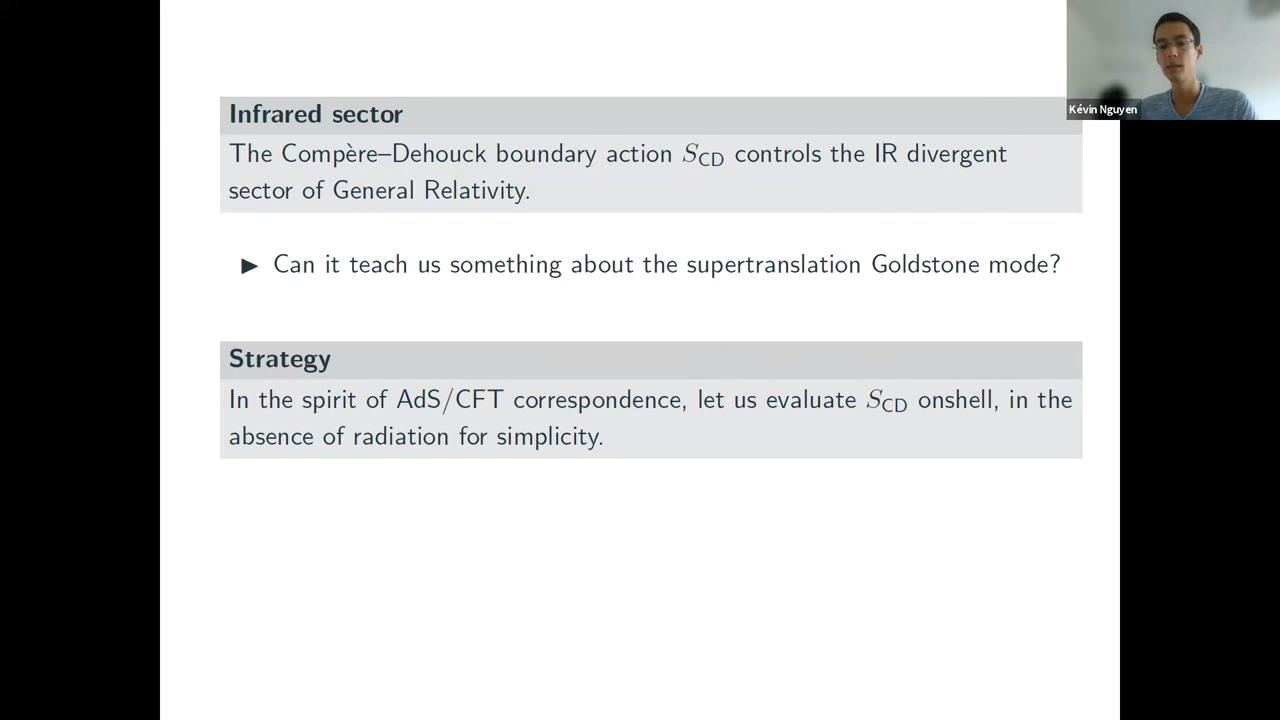 Kévin Nguyen
Infrared sector
The Compère–Dehouck boundary action S_CD controls the IR divergent
sector of General Relativity.
▶ Can it teach us something about the supertranslation Goldstone mode?
Strategy
In the spirit of AdS/CFT correspondence, let us evaluate S_CD onshell, in the
absence of radiation for simplicity.